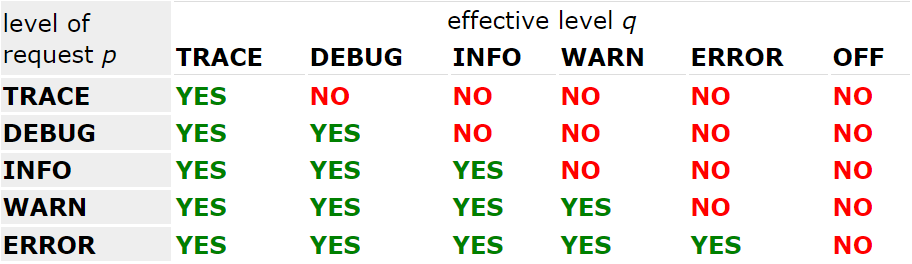 level of request p effective level q
TRACE DEBUG INFO WARN ERROR OFF
TRACE YES NO NO NO NO NO
DEBUG YES YES NO NO NO NO
INFO YES YES YES NO NO NO
WARN YES YES YES YES NO NO
ERROR YES YES YES YES YES NO